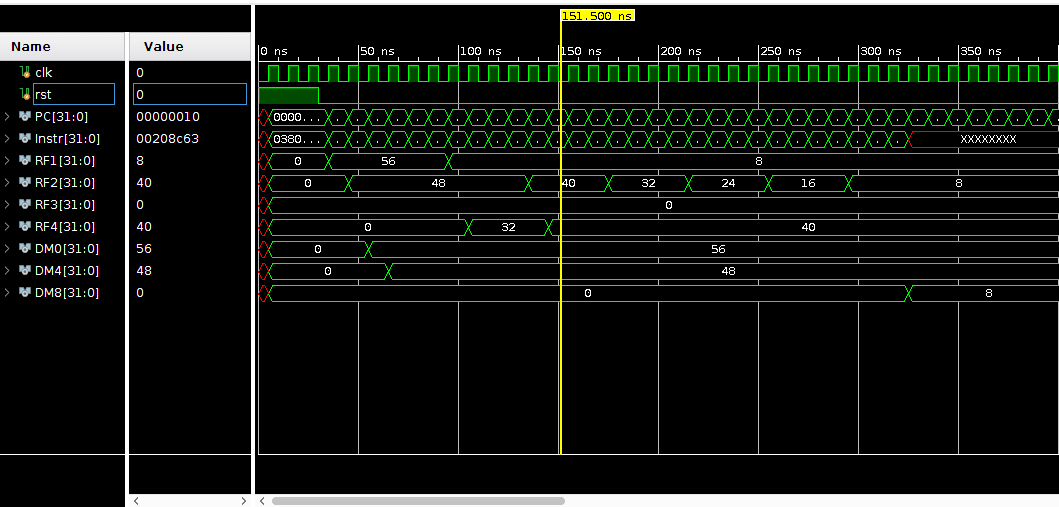 151.500 ns
Name Value
0 ns 50 ns 100 ns 150 ns 200 ns 250 ns 300 ns 350 ns
clk 0
rst 0
PC[31:0] 00000010 0000...
Instr[31:0] 00208c63 0380... XXXXXXXX
RF1[31:0] 8 0 56 8
RF2[31:0] 40 0 48 40 32 24 16 8
RF3[31:0] 0 0
RF4[31:0] 40 0 32 40
DM0[31:0] 56 0 56
DM4[31:0] 48 0 48
DM8[31:0] 0 0 8